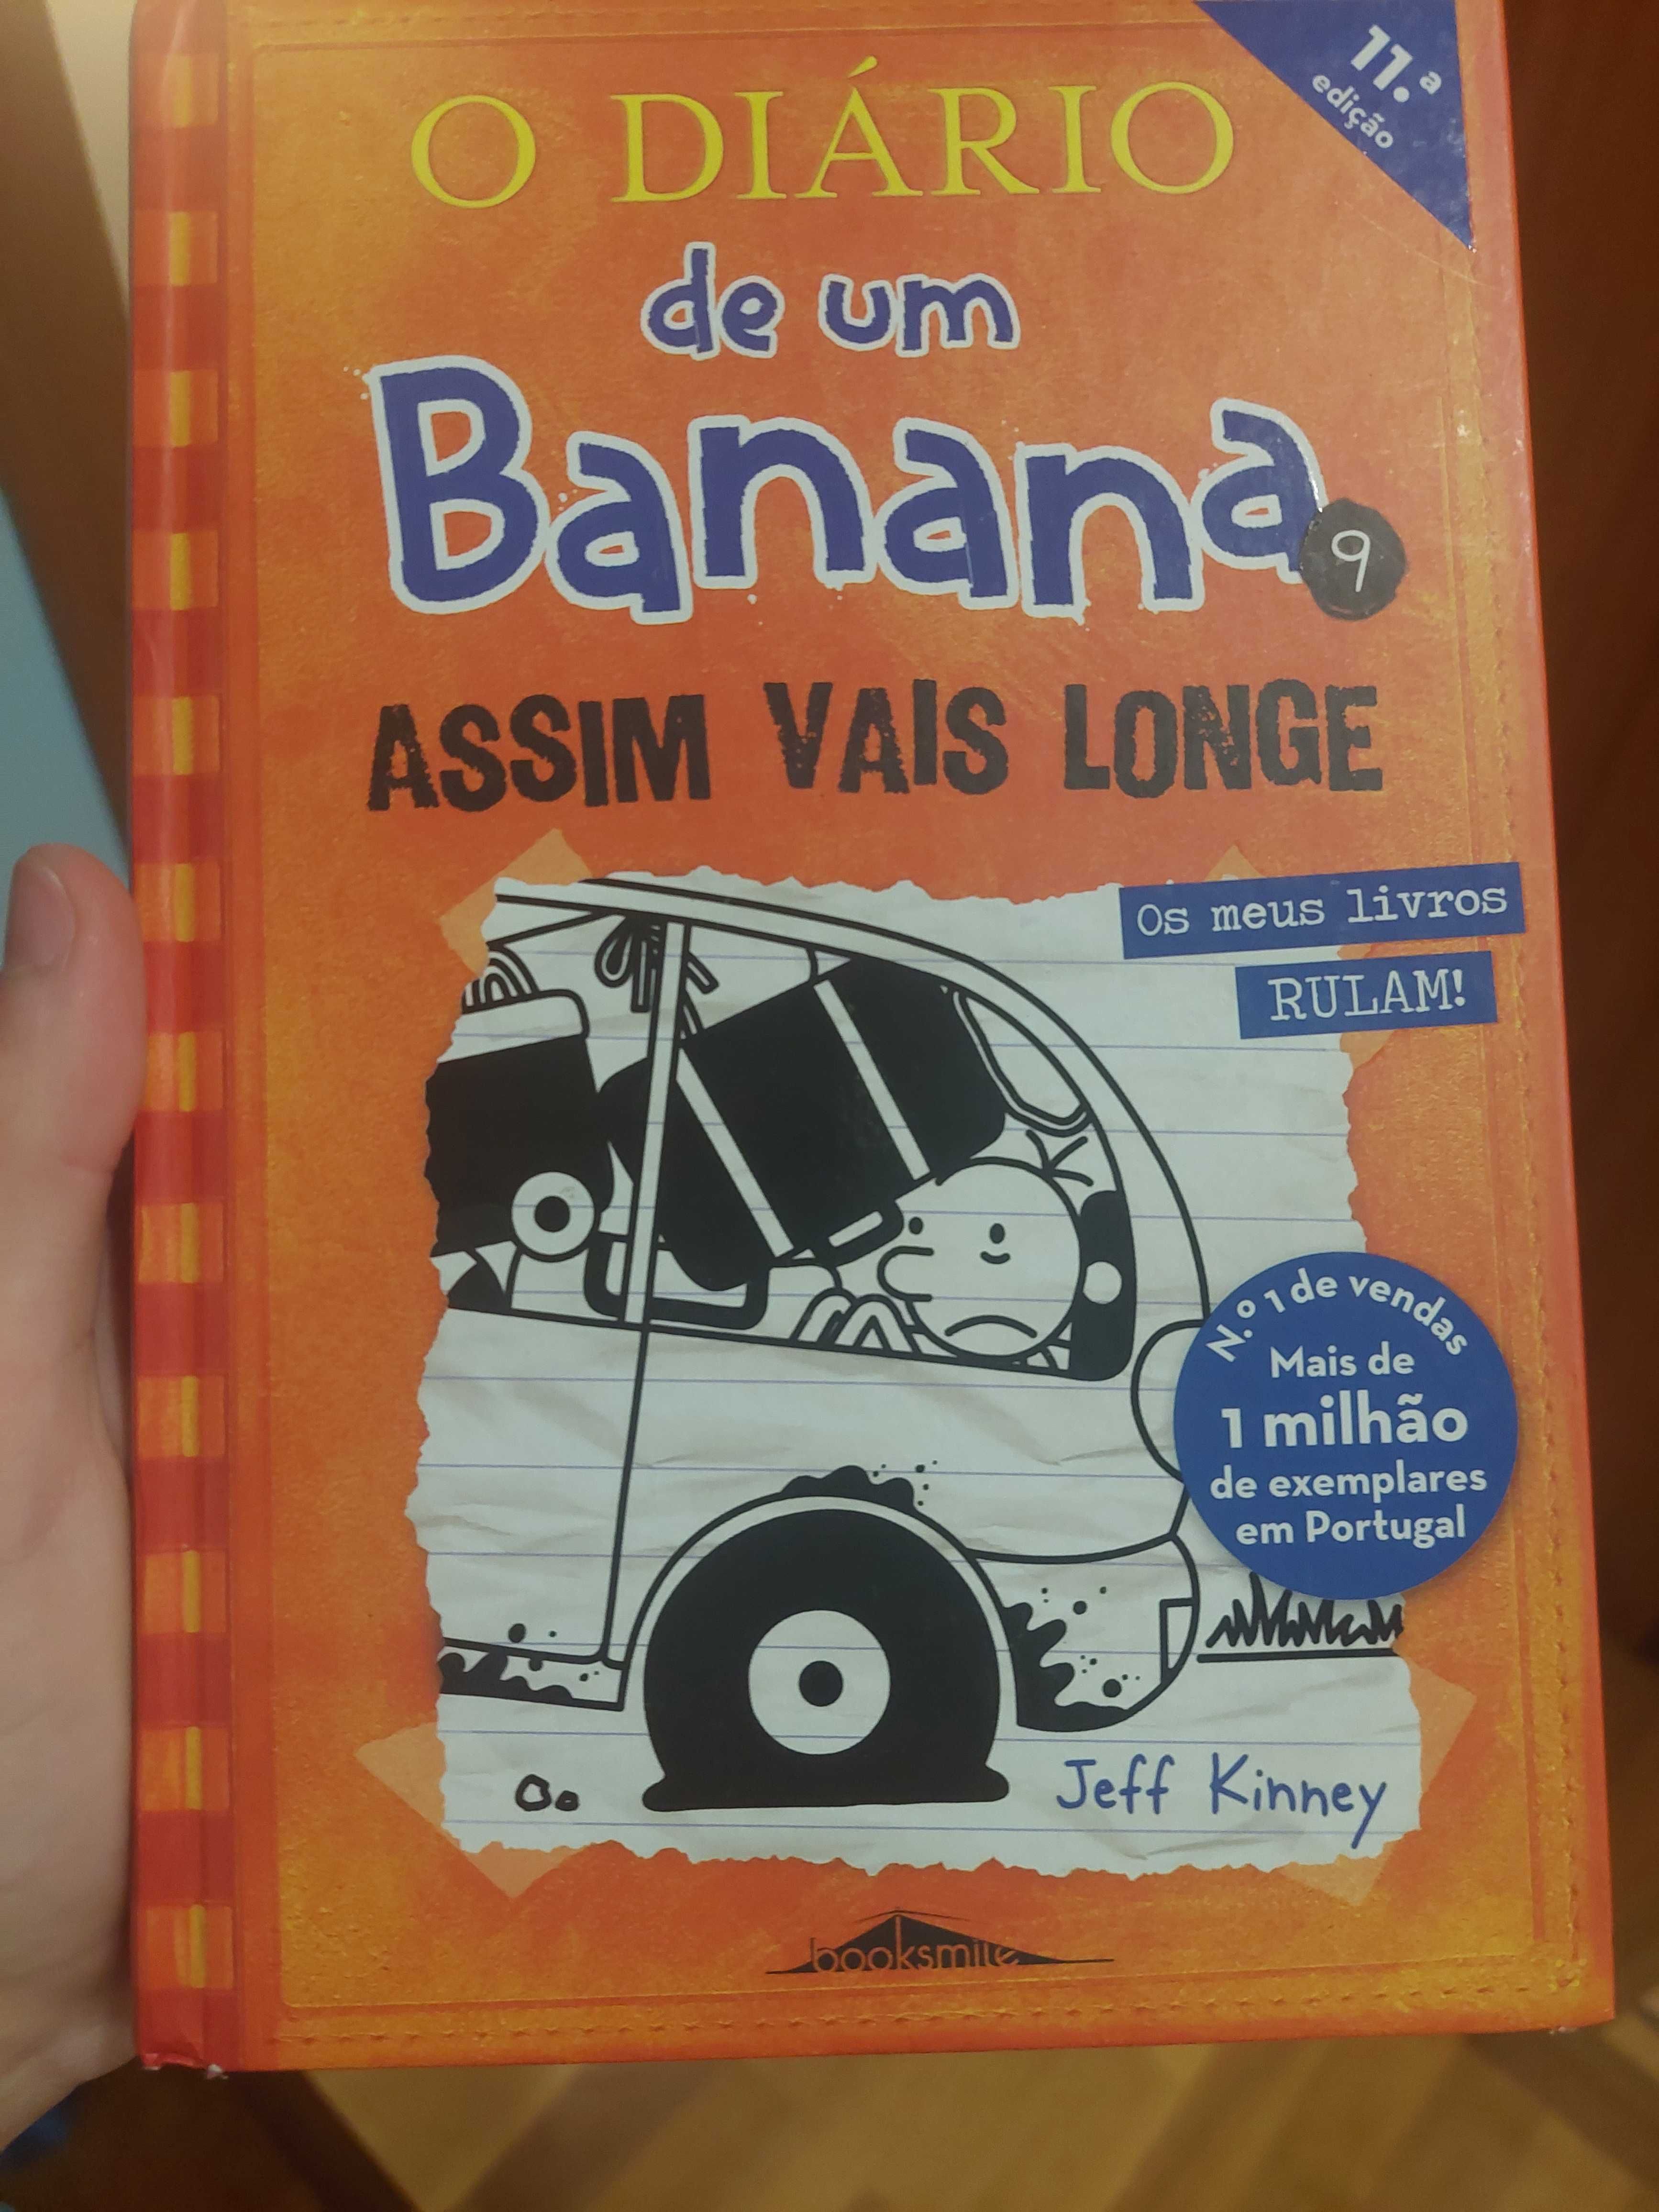 11.ª
edição
O DIÁRIO
de um
Banana
9
ASSIM VAIS LONGE
Os meus livros
RULAM!
N.º 1 de vendas
Mais de
1 milhão
de exemplares
em Portugal
Jeff Kinney
booksmile